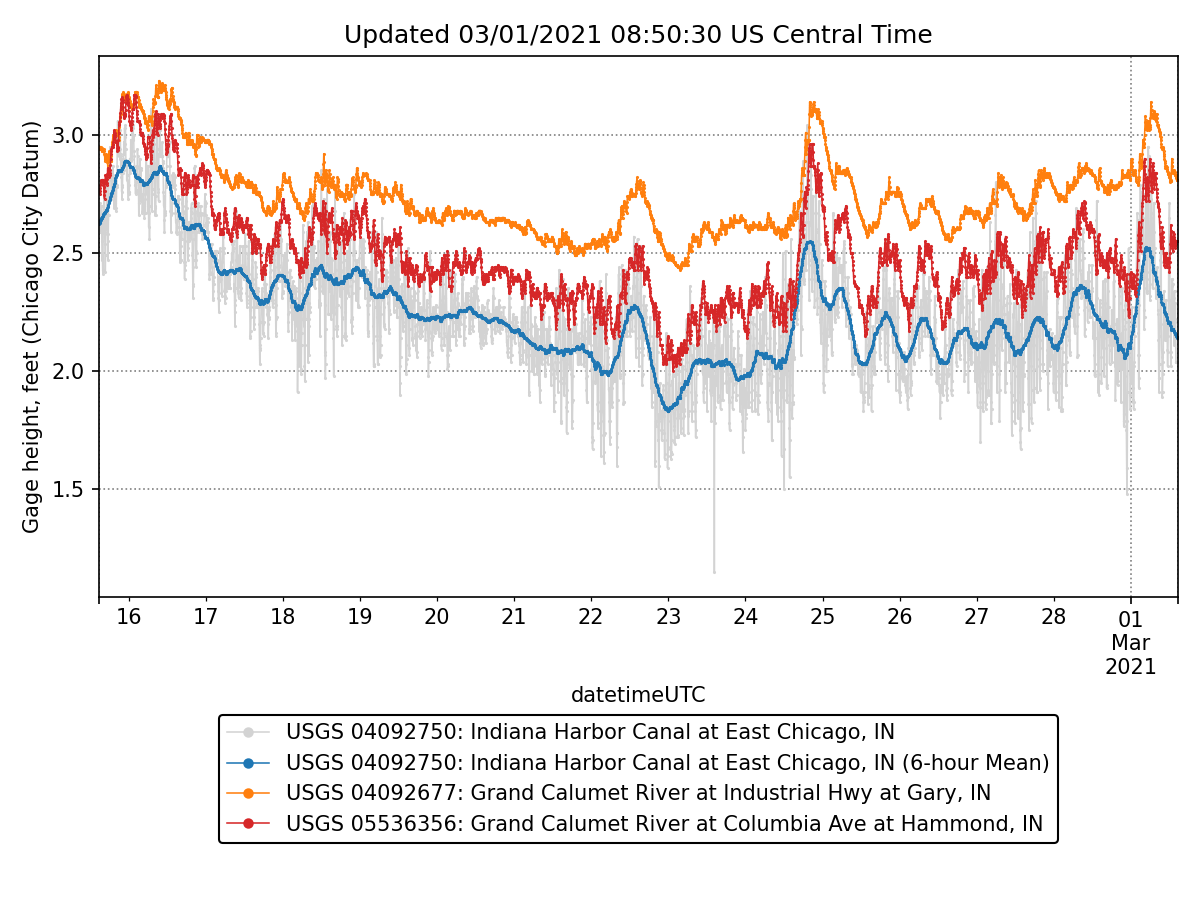 Updated 03/01/2021 08:50:30 US Central Time
Gage height, feet (Chicago City Datum)
3.0
2.5
2.0
1.5
16 17 18 19 20 21 22 23 24 25 26 27 28 01
Mar
2021
datetimeUTC
USGS 04092750: Indiana Harbor Canal at East Chicago, IN
USGS 04092750: Indiana Harbor Canal at East Chicago, IN (6-hour Mean)
USGS 04092677: Grand Calumet River at Industrial Hwy at Gary, IN
USGS 05536356: Grand Calumet River at Columbia Ave at Hammond, IN